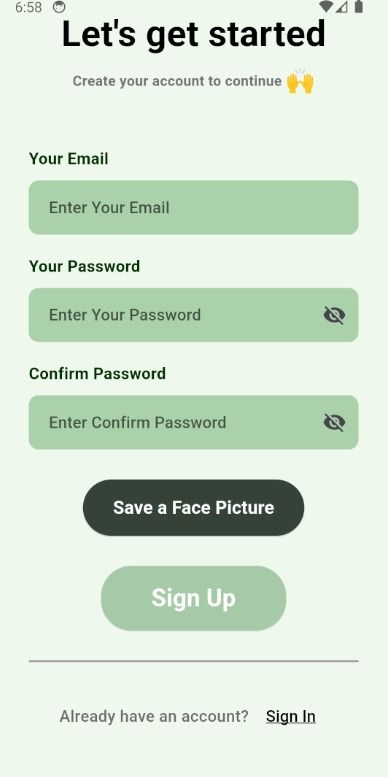 6:58
Let's get started
Create your account to continue 🙌
Your Email
Enter Your Email
Your Password
Enter Your Password
Confirm Password
Enter Confirm Password
Save a Face Picture
Sign Up
Already have an account? Sign In